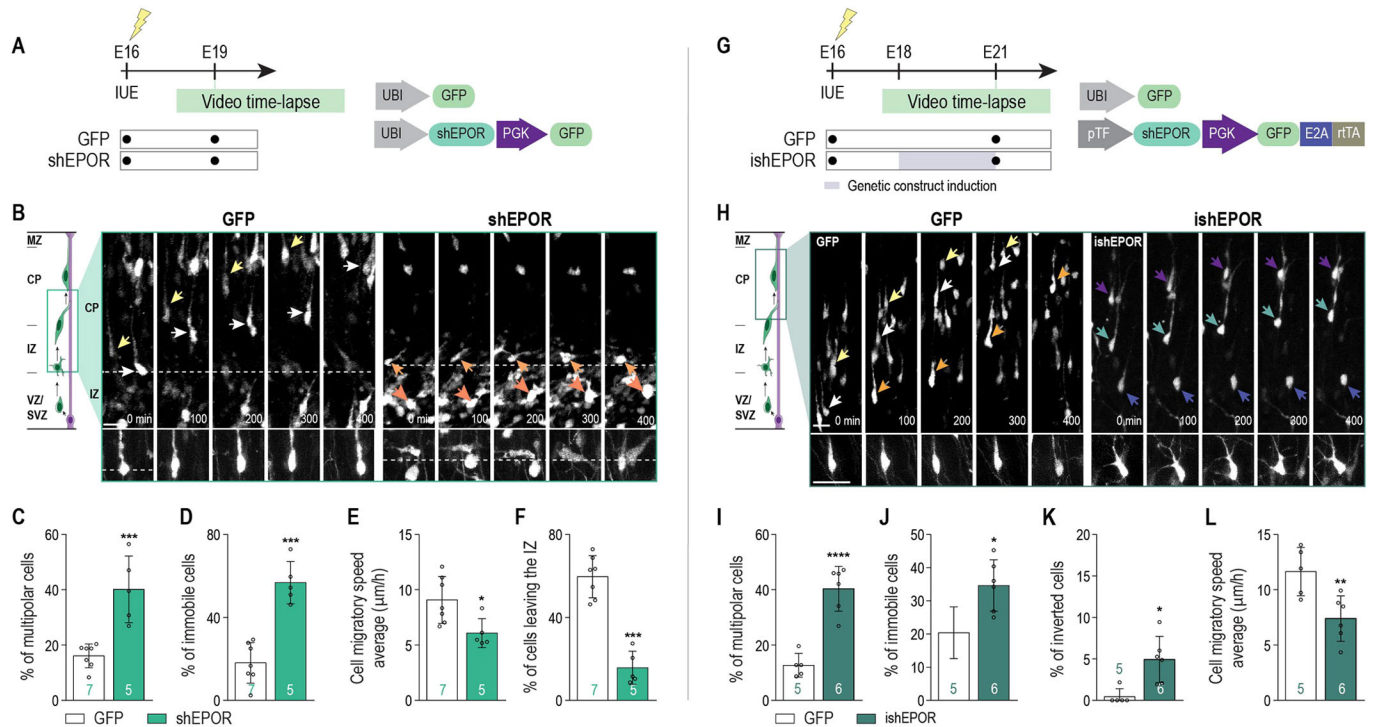 A
E16
E19
IUE
Video time-lapse
GFP
shEPOR
UBI
GFP
UBI
shEPOR
PGK
GFP
B
GFP
shEPOR
MZ
CP
IZ
VZ/
SVZ
CP
IZ
0 min
100
200
300
400
0 min
100
200
300
400
C
% of multipolar cells
60
40
20
0
***
7
5
D
% of immobile cells
80
40
0
***
7
5
E
Cell migratory speed
average (µm/h)
15
10
5
0
*
7
5
F
% of cells leaving the IZ
80
40
0
***
7
5
GFP
shEPOR
G
E16
E18
E21
IUE
Video time-lapse
GFP
ishEPOR
Genetic construct induction
UBI
GFP
pTF
shEPOR
PGK
GFP
E2A
rtTA
H
GFP
ishEPOR
MZ
CP
IZ
VZ/
SVZ
GFP
ishEPOR
0 min
100
200
300
400
0 min
100
200
300
400
I
% of multipolar cells
60
40
20
0
****
5
6
J
% of immobile cells
50
40
30
20
10
0
*
5
6
K
% of inverted cells
20
15
10
5
0
*
5
6
L
Cell migratory speed
average (µm/h)
15
10
5
0
**
5
6
GFP
ishEPOR